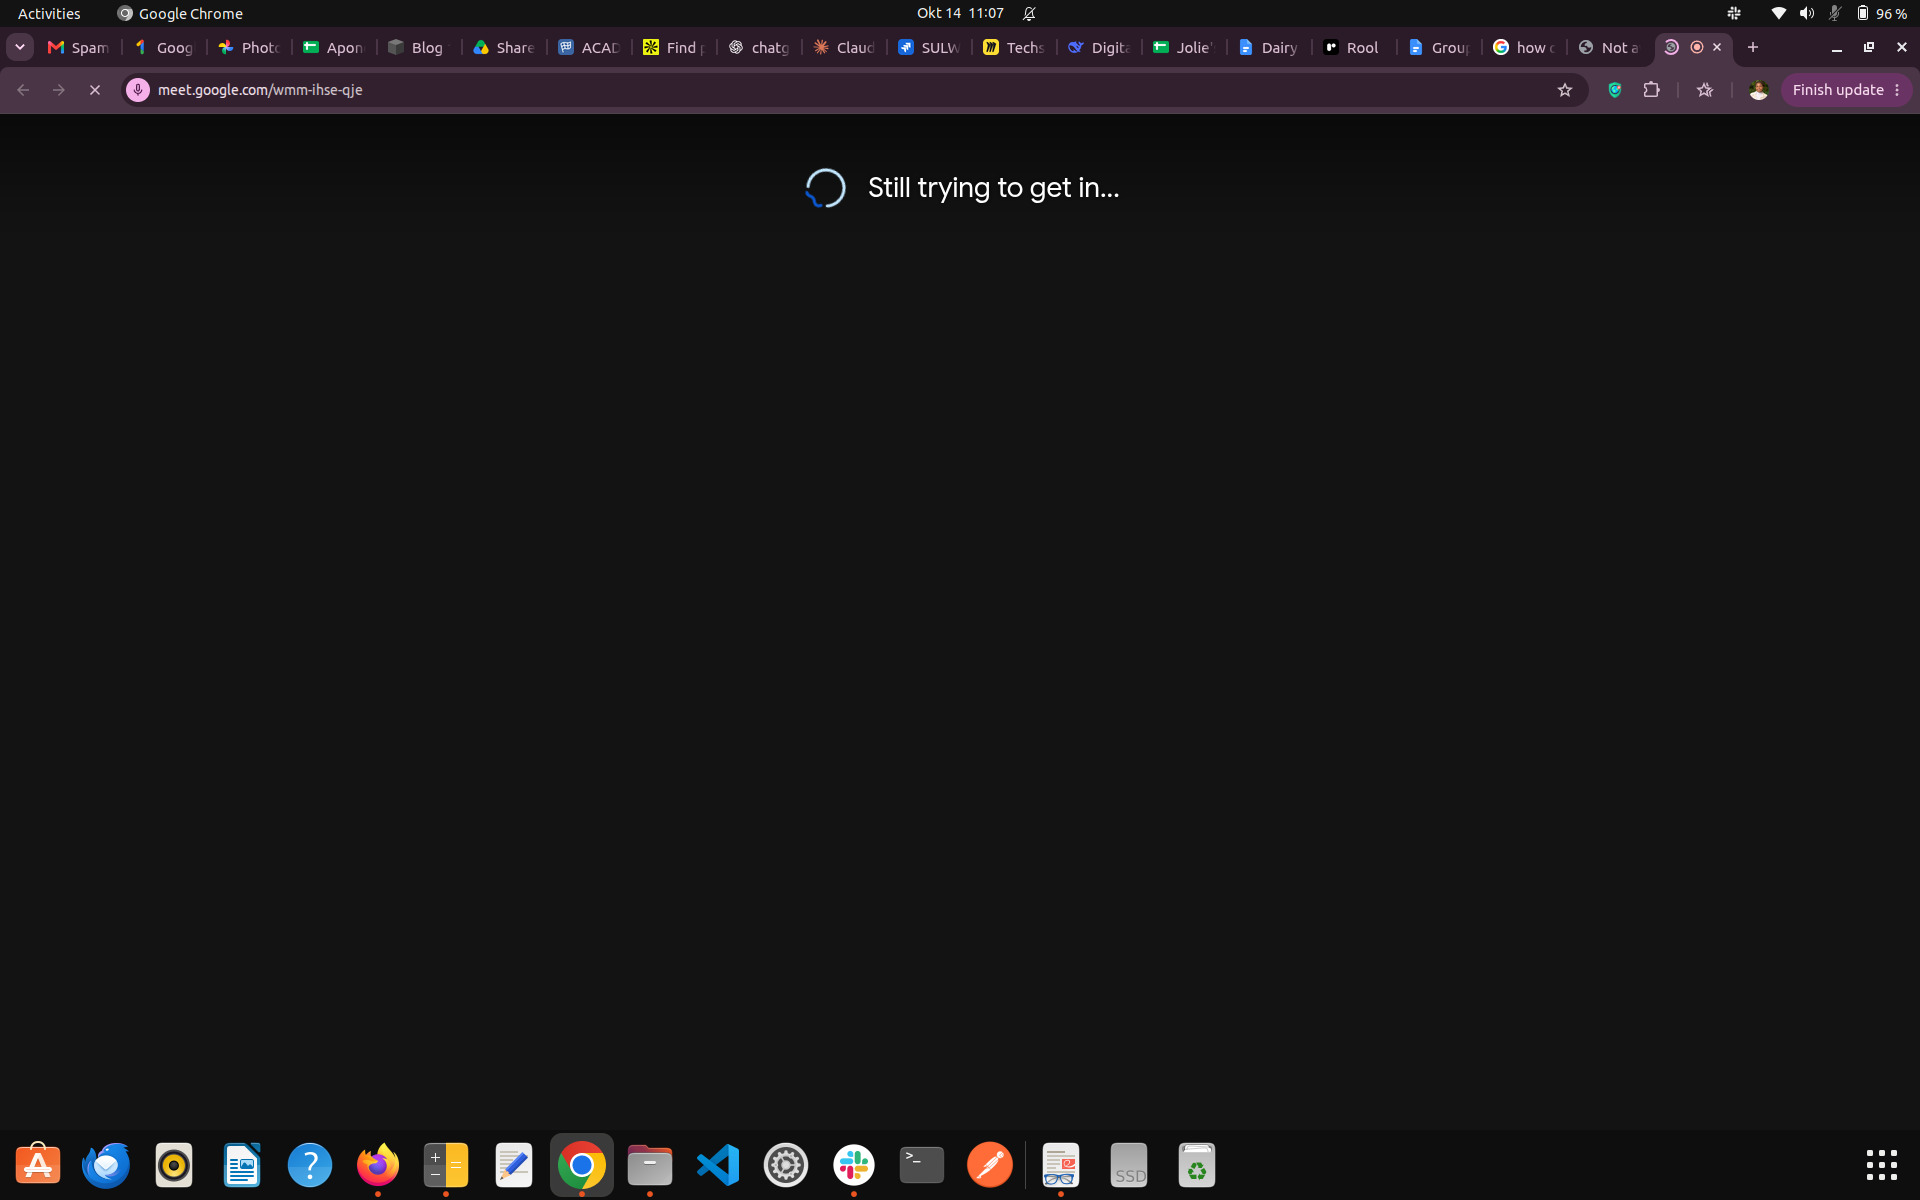 Activities
Google Chrome
Okt 14 11:07
96 %
Spam
Goog
Photo
Apon
Blog
Share
ACAD
Find p
chatg
Claud
SULW
Techs
Digita
Jolie'
Dairy
Rool
Group
how c
Not a
meet.google.com/wmm-ihse-qje
Finish update
Still trying to get in...
SSD